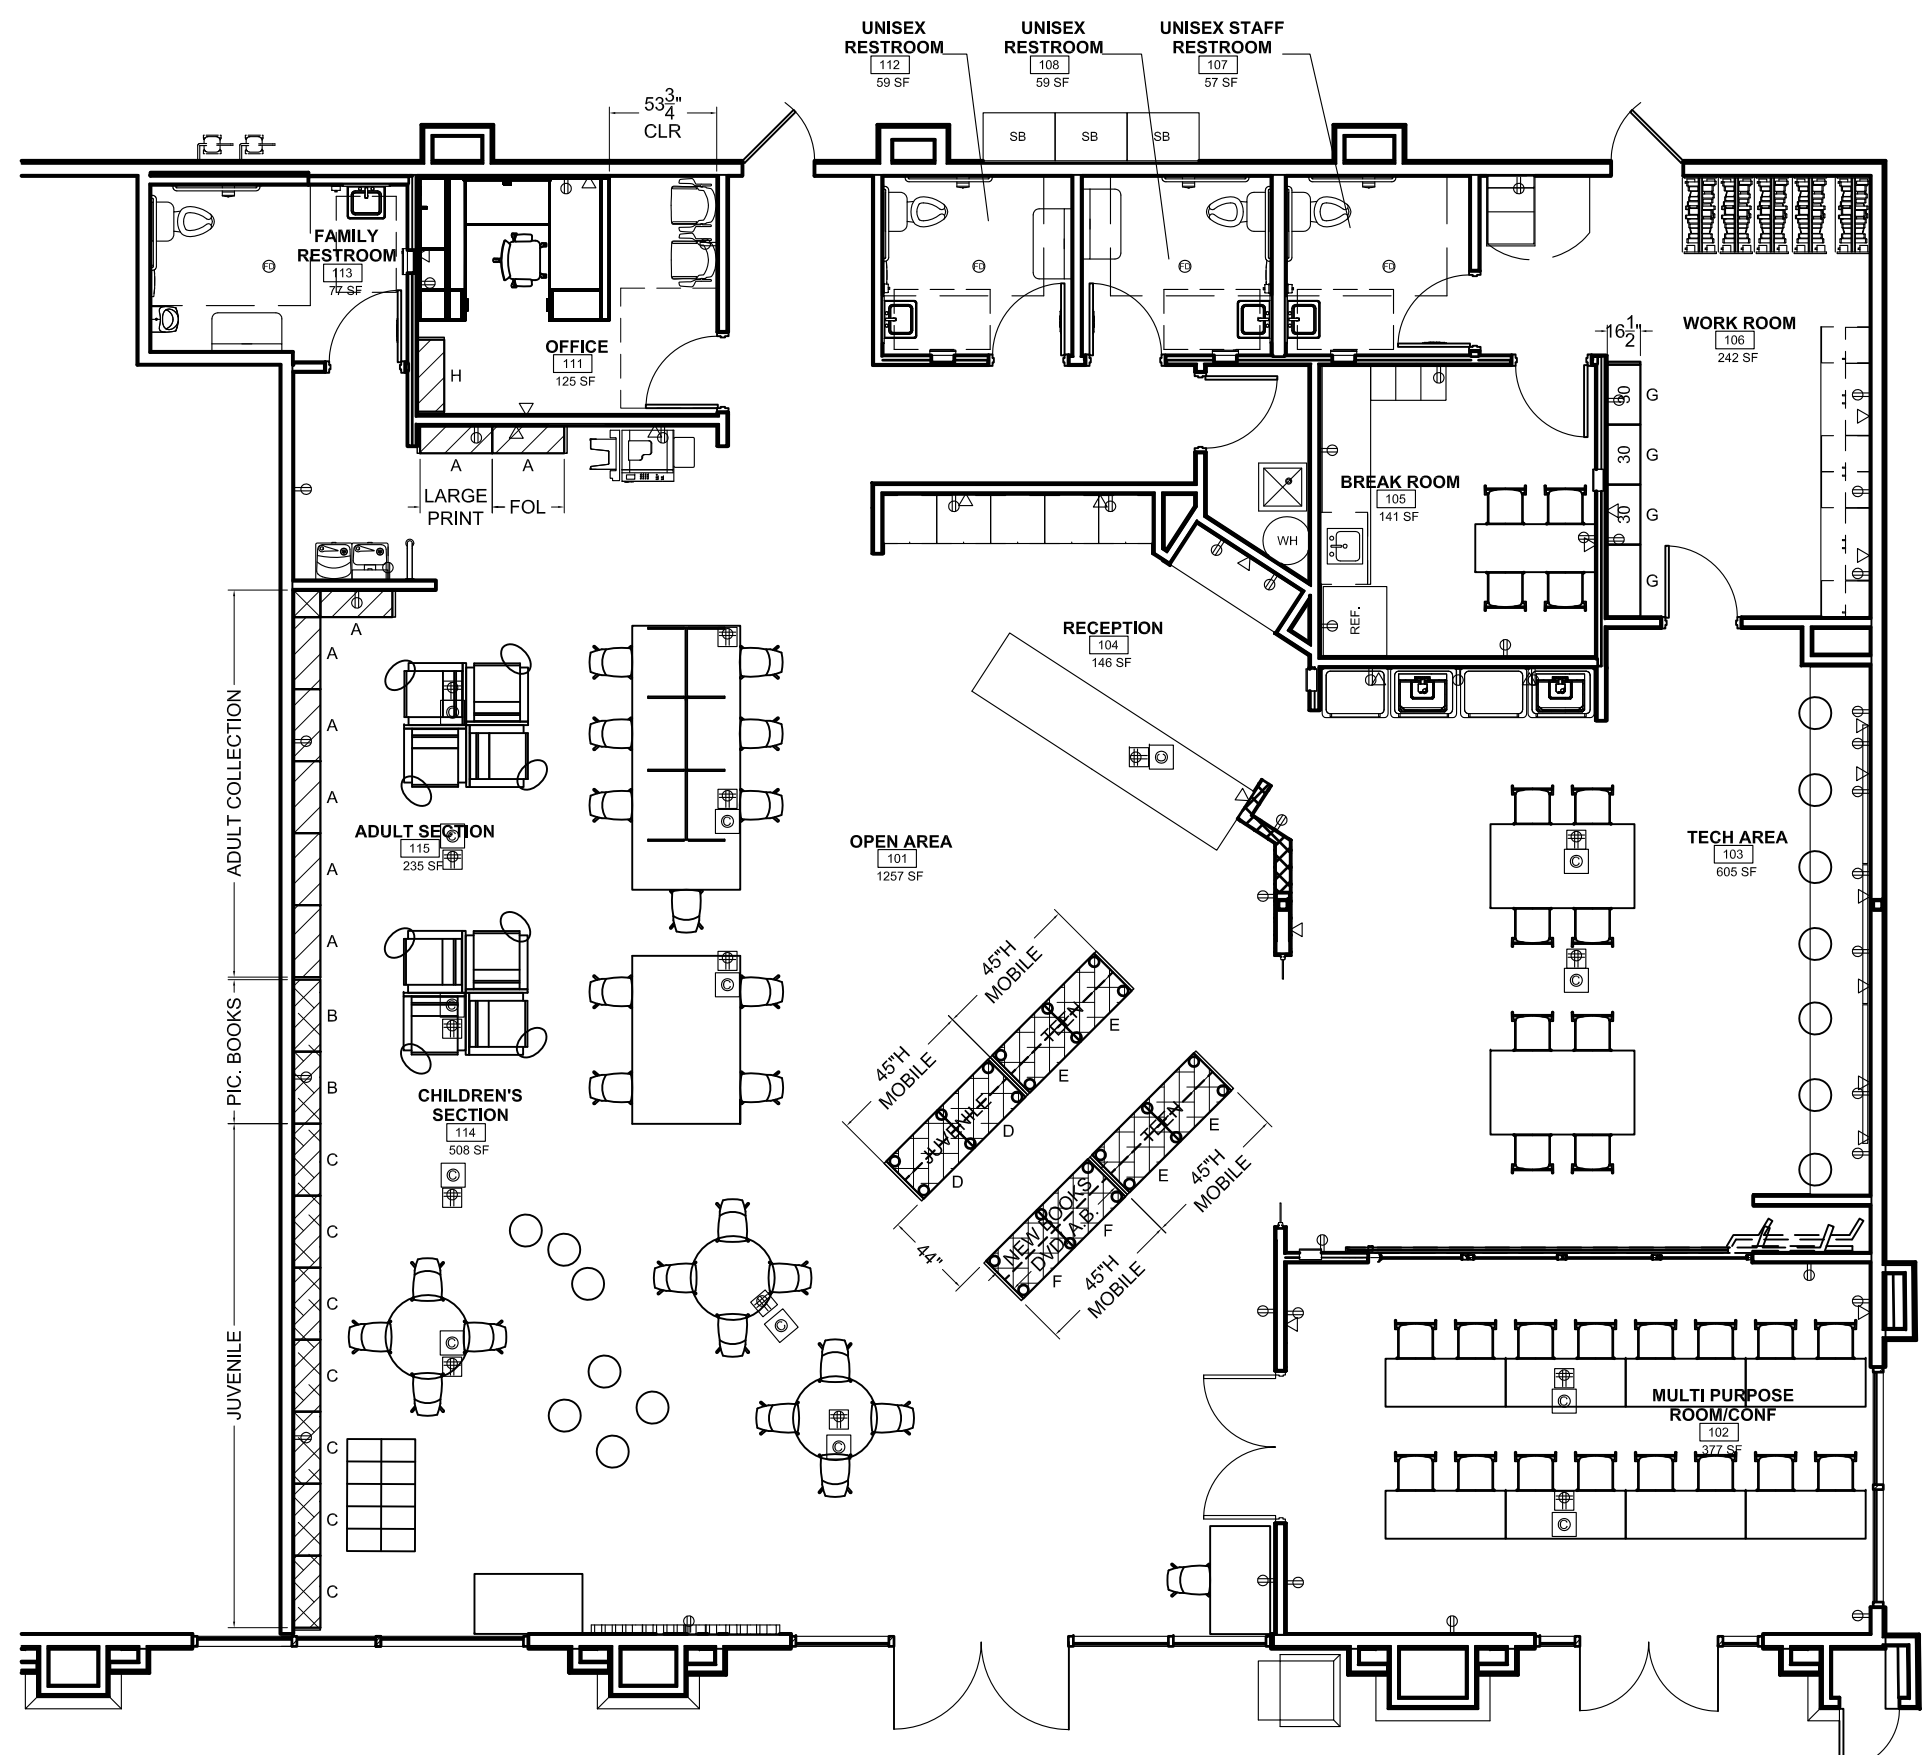 UNISEX
RESTROOM
112
59 SF
UNISEX
RESTROOM
108
59 SF
UNISEX STAFF
RESTROOM
107
57 SF
53 3/4"
CLR
SB
SB
SB
FAMILY
RESTROOM
113
77 SF
FD
FD
FD
FD
OFFICE
111
125 SF
H
A
A
LARGE
PRINT
FOL
16 1/2"
WORK ROOM
106
242 SF
30
G
30
G
30
G
G
BREAK ROOM
105
141 SF
WH
REF.
RECEPTION
104
146 SF
A
A
A
A
A
A
ADULT COLLECTION
ADULT SECTION
115
235 SF
OPEN AREA
101
1257 SF
TECH AREA
103
605 SF
PIC. BOOKS
B
B
CHILDREN'S
SECTION
114
508 SF
JUVENILE
C
C
C
C
C
C
C
45"H
MOBILE
45"H
MOBILE
TEEN
E
E
JUVENILE
D
D
TEEN
E
E
45"H
MOBILE
NEW BOOKS
DVD / A.B.
F
F
45"H
MOBILE
44"
MULTI PURPOSE
ROOM/CONF
102
377 SF
C
C
C
C
C
C
C
C
C
C
C
C
C
C